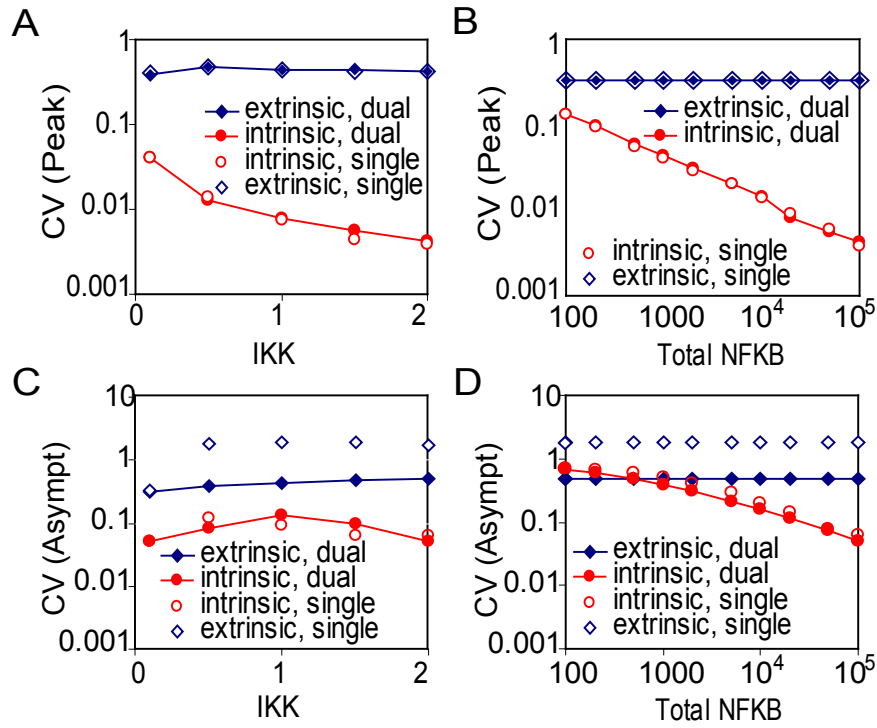 A
CV (Peak)
1
0.1
0.01
0.001
extrinsic, dual
intrinsic, dual
intrinsic, single
extrinsic, single
0
1
2
IKK
B
CV (Peak)
1
0.1
0.01
0.001
extrinsic, dual
intrinsic, dual
intrinsic, single
extrinsic, single
100
1000
10^4
10^5
Total NFKB
C
CV (Asympt)
10
1
0.1
0.01
0.001
extrinsic, dual
intrinsic, dual
intrinsic, single
extrinsic, single
0
1
2
IKK
D
CV (Asympt)
10
1
0.1
0.01
0.001
extrinsic, dual
intrinsic, dual
intrinsic, single
extrinsic, single
100
1000
10^4
10^5
Total NFKB